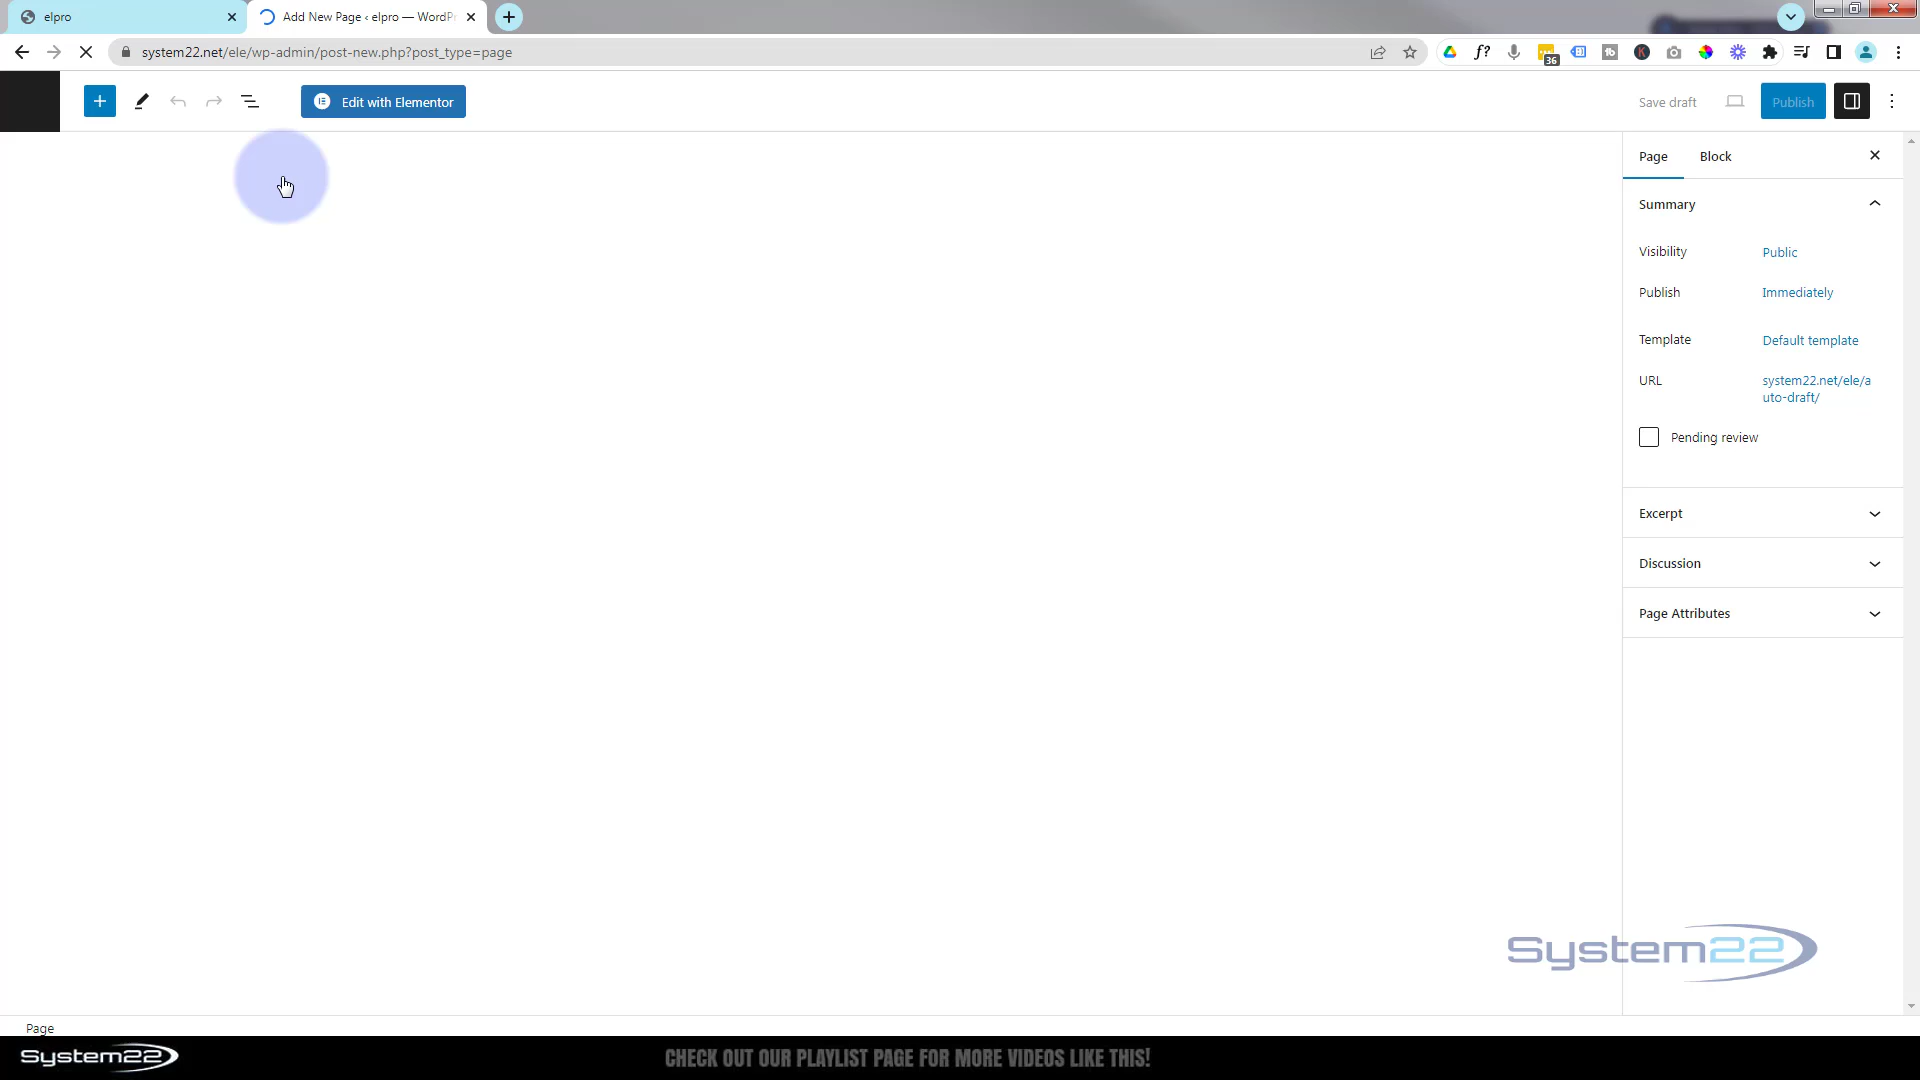 elpro
Add New Page ‹ elpro — WordPr
system22.net/ele/wp-admin/post-new.php?post_type=page
36
Edit with Elementor
Save draft
Publish
Page
Block
Summary
Visibility
Public
Publish
Immediately
Template
Default template
URL
system22.net/ele/a
uto-draft/
Pending review
Excerpt
Discussion
Page Attributes
System22
Page
System22
CHECK OUT OUR PLAYLIST PAGE FOR MORE VIDEOS LIKE THIS!